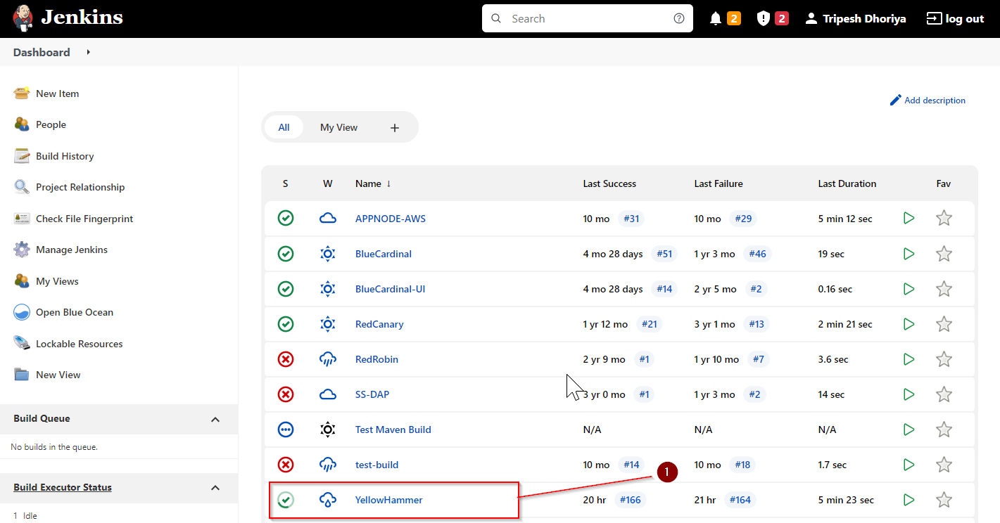 Jenkins
Search
2
2
Tripesh Dhoriya
log out
Dashboard
New Item
People
Build History
Project Relationship
Check File Fingerprint
Manage Jenkins
My Views
Open Blue Ocean
Lockable Resources
New View
Build Queue
No builds in the queue.
Build Executor Status
1 Idle
Add description
All My View +
S W Name ↓ Last Success Last Failure Last Duration Fav
APPNODE-AWS 10 mo #31 10 mo #29 5 min 12 sec
BlueCardinal 4 mo 28 days #51 1 yr 3 mo #46 19 sec
BlueCardinal-UI 4 mo 28 days #14 2 yr 5 mo #2 0.16 sec
RedCanary 1 yr 12 mo #21 3 yr 1 mo #13 2 min 21 sec
RedRobin 2 yr 9 mo #1 1 yr 10 mo #7 3.6 sec
SS-DAP 3 yr 0 mo #1 1 yr 3 mo #2 14 sec
Test Maven Build N/A N/A N/A
test-build 10 mo #14 10 mo #18 1.7 sec
1
YellowHammer 20 hr #166 21 hr #164 5 min 23 sec